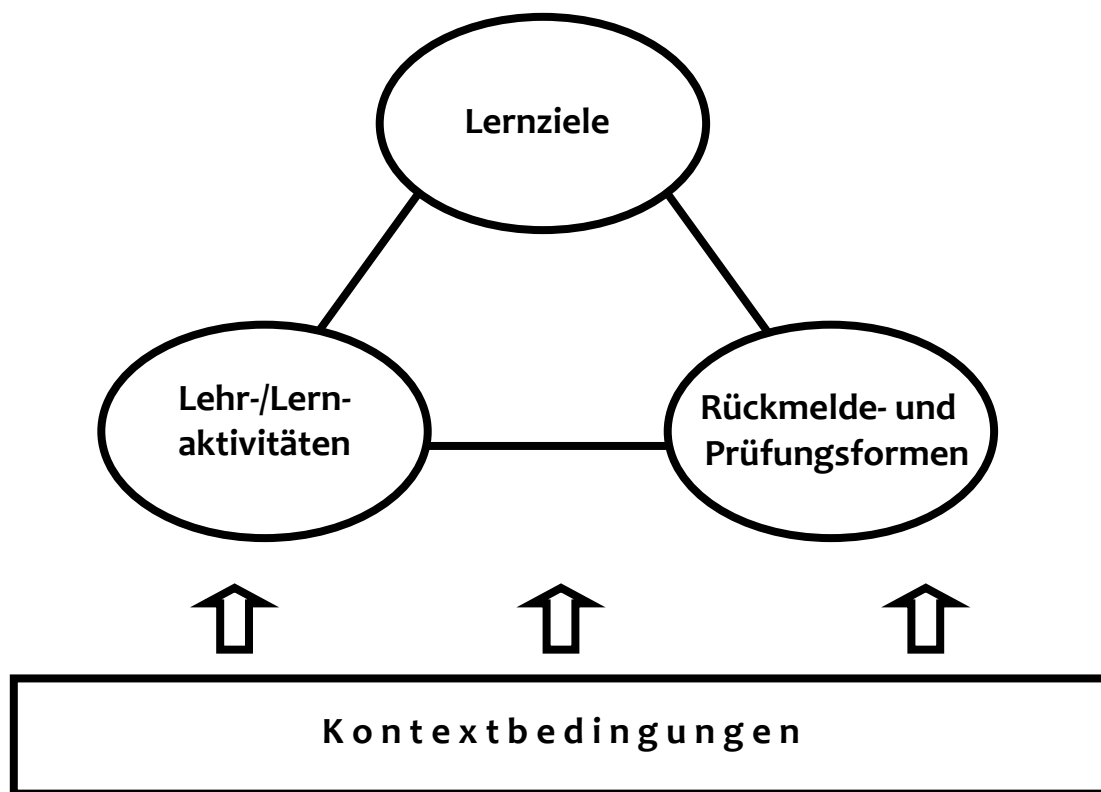 Lernziele
Lehr-/Lern-
aktivitäten
Rückmelde- und
Prüfungsformen
Kontextbedingungen